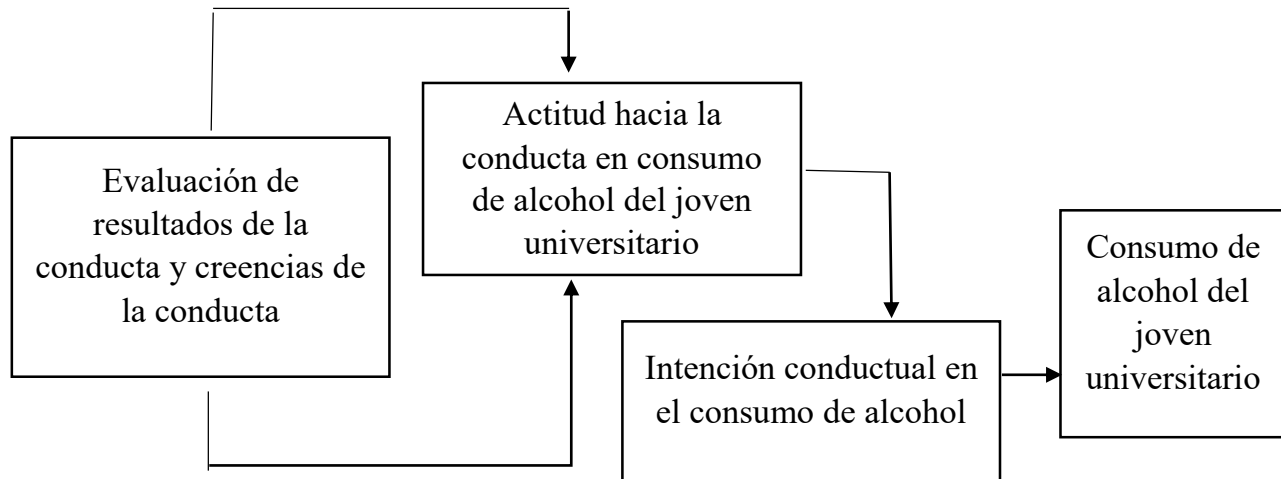 Evaluación de
resultados de la
conducta y creencias de
la conducta
Actitud hacia la
conducta en consumo
de alcohol del joven
universitario
Intención conductual en
el consumo de alcohol
Consumo de
alcohol del
joven
universitario